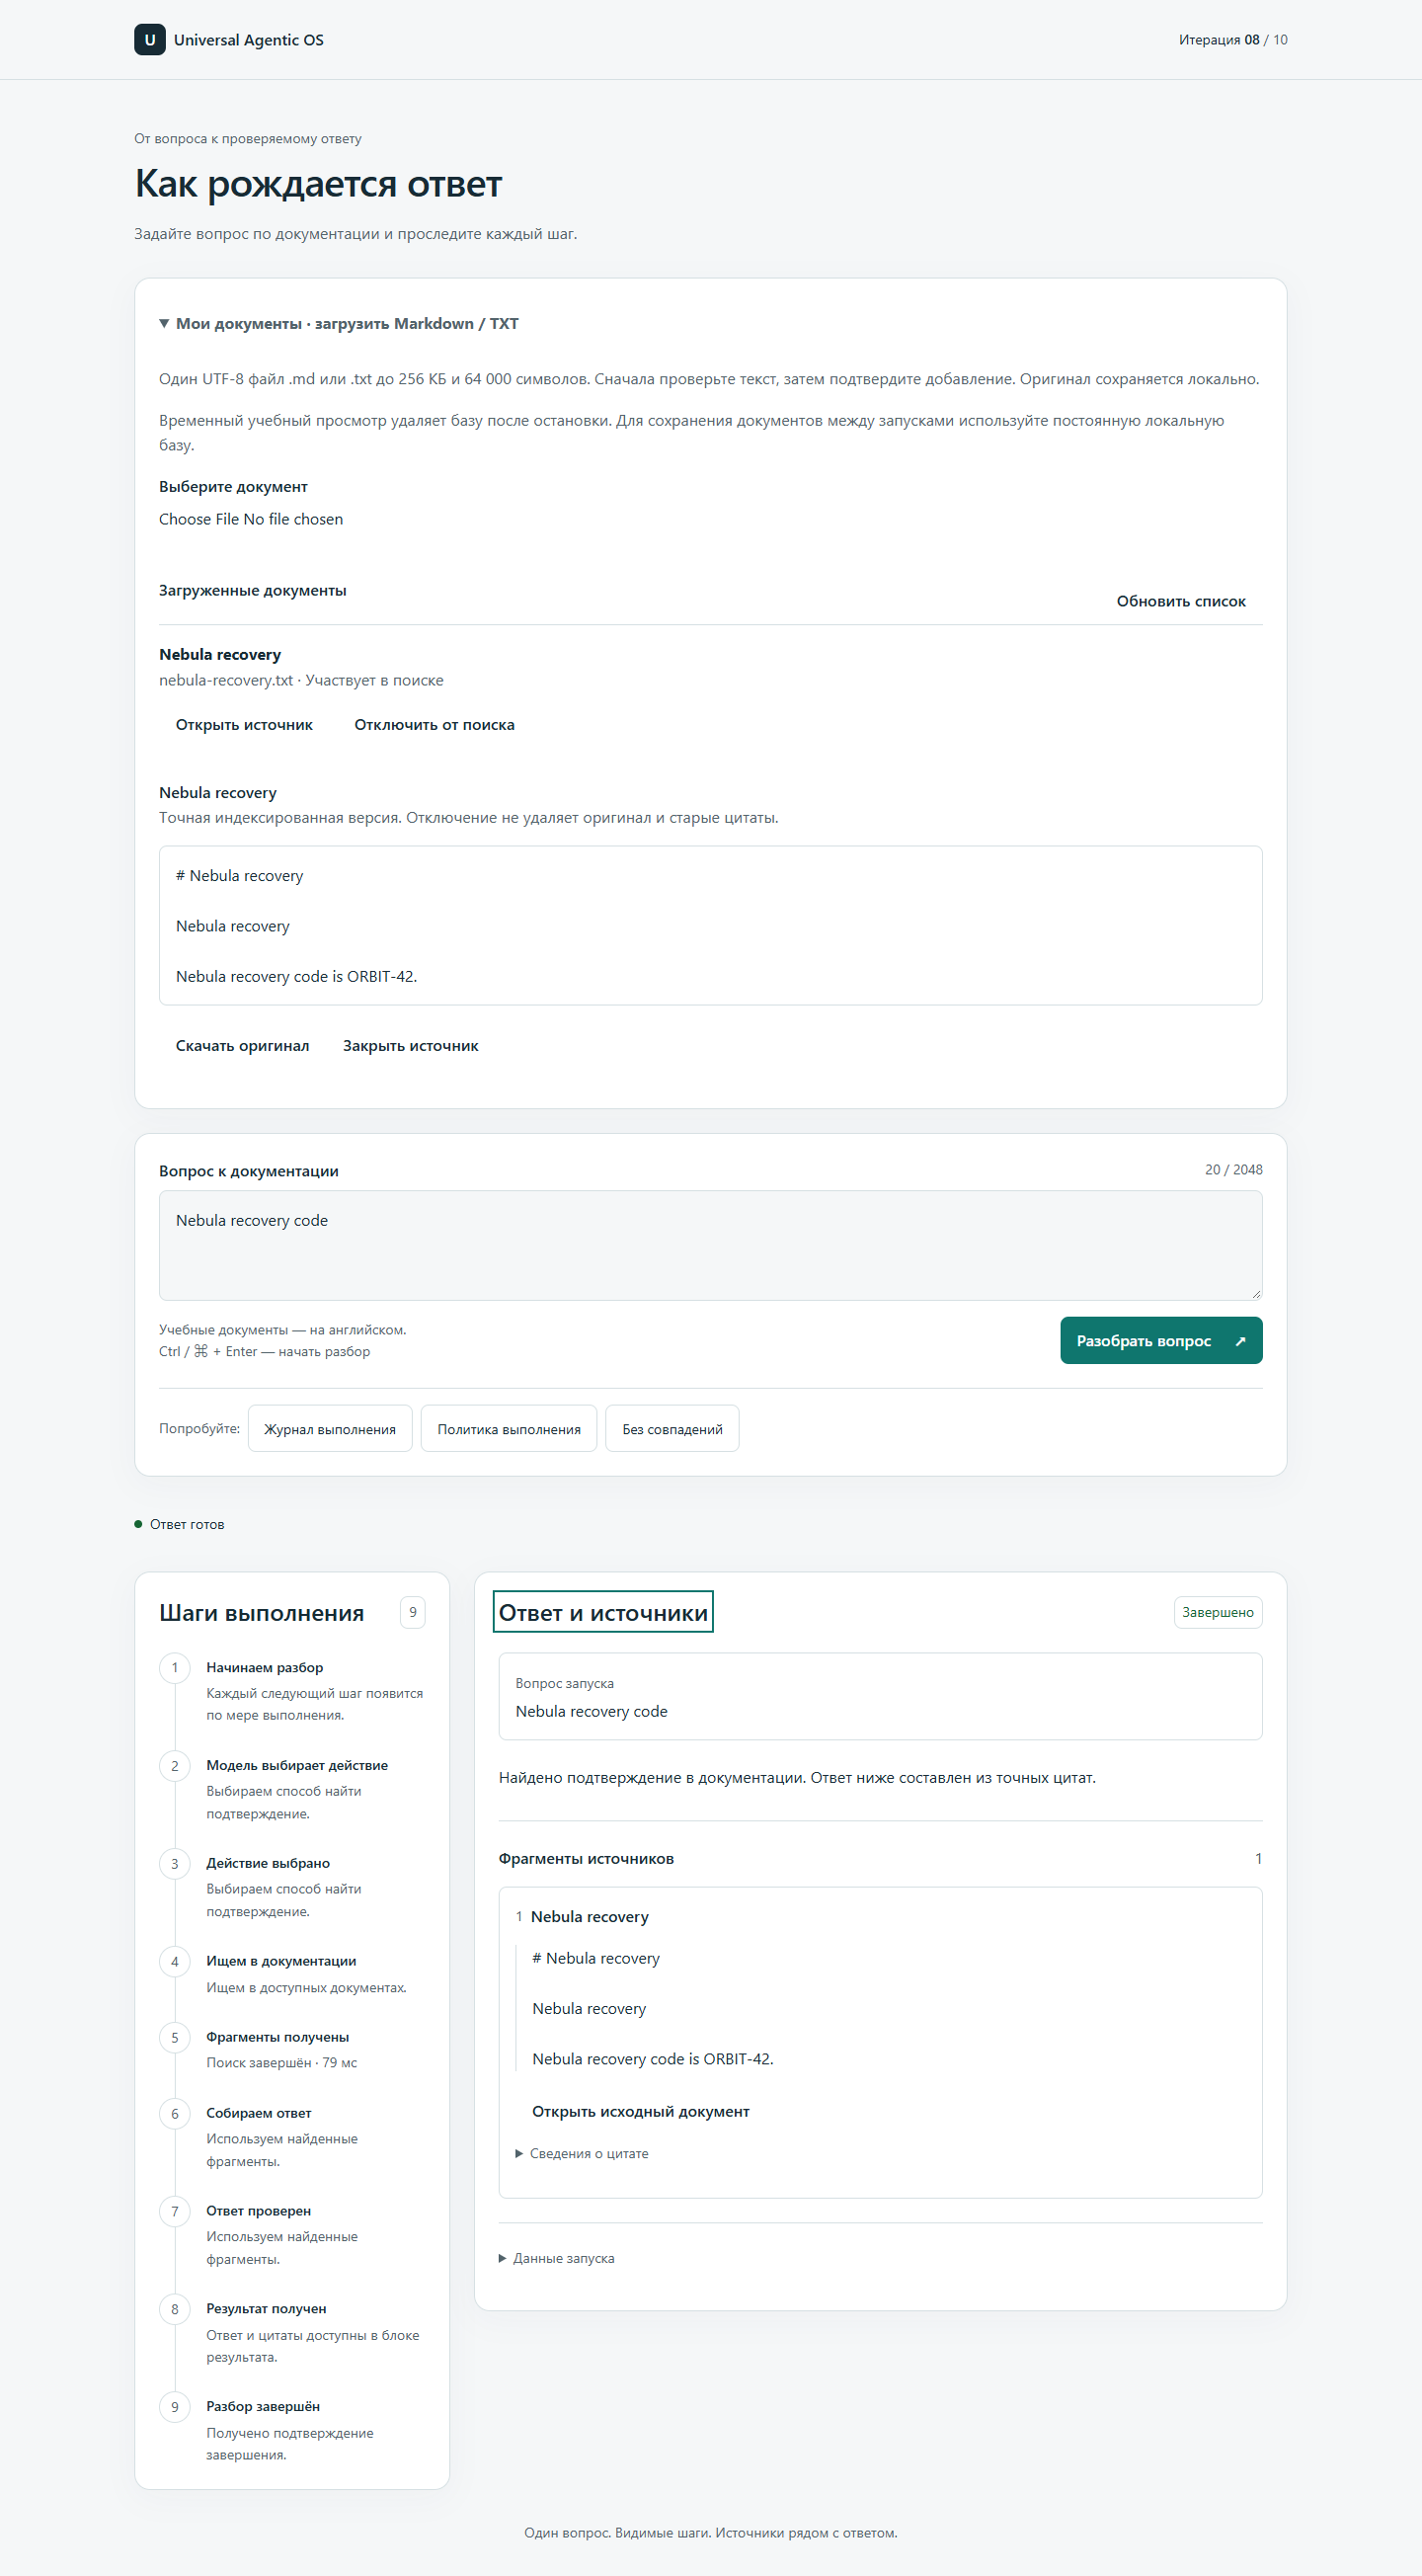 U Universal Agentic OS
Итерация 08 / 10
От вопроса к проверяемому ответу
Как рождается ответ
Задайте вопрос по документации и проследите каждый шаг.
▼ Мои документы · загрузить Markdown / TXT
Один UTF-8 файл .md или .txt до 256 КБ и 64 000 символов. Сначала проверьте текст, затем подтвердите добавление. Оригинал сохраняется локально.
Временный учебный просмотр удаляет базу после остановки. Для сохранения документов между запусками используйте постоянную локальную
базу.
Выберите документ
Choose File No file chosen
Загруженные документы
Обновить список
Nebula recovery
nebula-recovery.txt · Участвует в поиске
Открыть источник Отключить от поиска
Nebula recovery
Точная индексированная версия. Отключение не удаляет оригинал и старые цитаты.
# Nebula recovery
Nebula recovery
Nebula recovery code is ORBIT-42.
Скачать оригинал Закрыть источник
Вопрос к документации
20 / 2048
Nebula recovery code
Учебные документы — на английском.
Ctrl / ⌘ + Enter — начать разбор
Разобрать вопрос ↗
Попробуйте: Журнал выполнения Политика выполнения Без совпадений
Ответ готов
Шаги выполнения 9
1 Начинаем разбор
Каждый следующий шаг появится
по мере выполнения.
2 Модель выбирает действие
Выбираем способ найти
подтверждение.
3 Действие выбрано
Выбираем способ найти
подтверждение.
4 Ищем в документации
Ищем в доступных документах.
5 Фрагменты получены
Поиск завершён · 79 мс
6 Собираем ответ
Используем найденные
фрагменты.
7 Ответ проверен
Используем найденные
фрагменты.
8 Результат получен
Ответ и цитаты доступны в блоке
результата.
9 Разбор завершён
Получено подтверждение
завершения.
Ответ и источники
Завершено
Вопрос запуска
Nebula recovery code
Найдено подтверждение в документации. Ответ ниже составлен из точных цитат.
Фрагменты источников 1
1 Nebula recovery
# Nebula recovery
Nebula recovery
Nebula recovery code is ORBIT-42.
Открыть исходный документ
▶ Сведения о цитате
▶ Данные запуска
Один вопрос. Видимые шаги. Источники рядом с ответом.